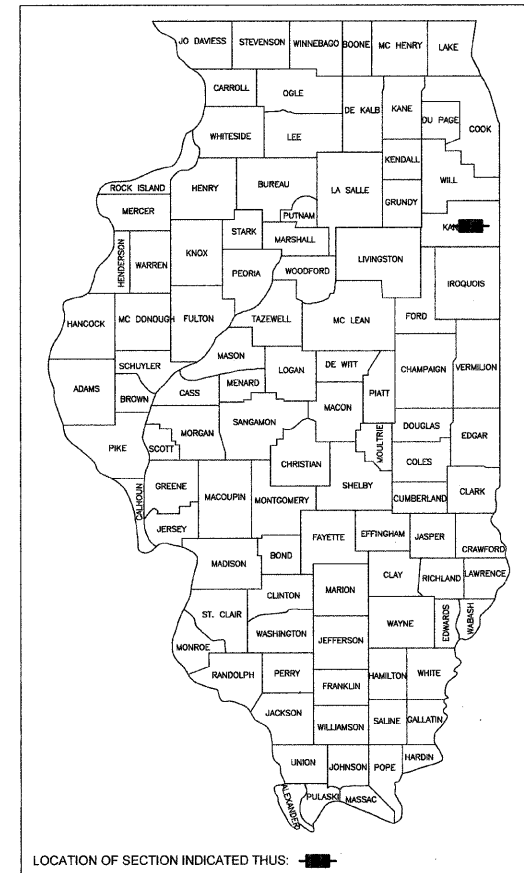 JO DAVIESS STEVENSON WINNEBAGO BOONE MC HENRY LAKE
CARROLL OGLE DE KALB KANE DU PAGE COOK
WHITESIDE LEE
KENDALL WILL
ROCK ISLAND HENRY BUREAU LA SALLE GRUNDY
MERCER PUTNAM
HENDERSON WARREN KNOX STARK MARSHALL
PEORIA WOODFORD LIVINGSTON IROQUOIS
HANCOCK MC DONOUGH FULTON TAZEWELL MC LEAN FORD
SCHUYLER MASON DE WITT VERMILION
ADAMS BROWN CASS MENARD LOGAN PIATT CHAMPAIGN
MACON
PIKE SCOTT MORGAN SANGAMON MOULTRIE DOUGLAS EDGAR
CHRISTIAN COLES
CALHOUN GREENE MACOUPIN MONTGOMERY SHELBY CUMBERLAND CLARK
JERSEY FAYETTE EFFINGHAM JASPER CRAWFORD
MADISON BOND CLAY RICHLAND LAWRENCE
CLINTON MARION
ST. CLAIR WAYNE EDWARDS WABASH
MONROE WASHINGTON JEFFERSON
RANDOLPH PERRY HAMILTON WHITE
FRANKLIN
JACKSON WILLIAMSON SALINE GALLATIN
UNION JOHNSON POPE HARDIN
ALEXANDER PULASKI MASSAC
LOCATION OF SECTION INDICATED THUS: